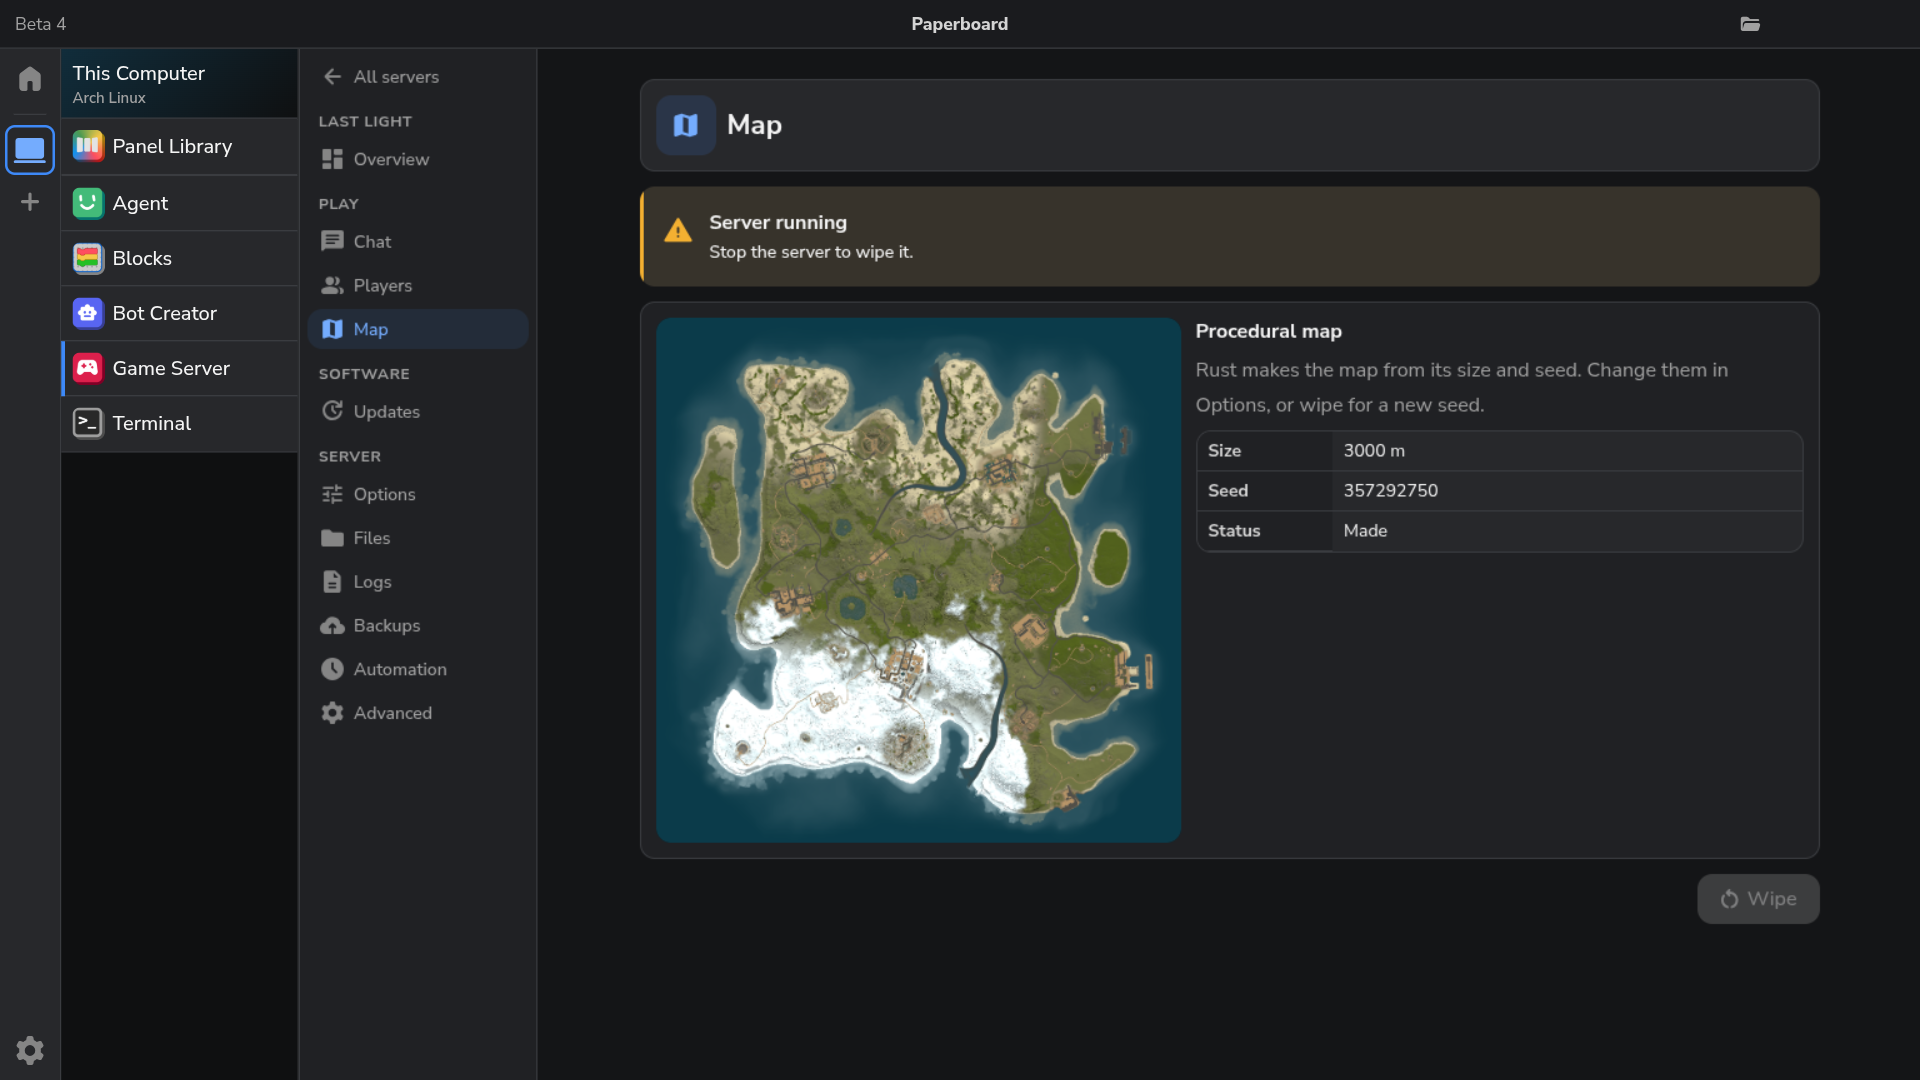 Beta 4
Paperboard
This Computer
Arch Linux
Panel Library
Agent
Blocks
Bot Creator
Game Server
Terminal
All servers
LAST LIGHT
Overview
PLAY
Chat
Players
Map
SOFTWARE
Updates
SERVER
Options
Files
Logs
Backups
Automation
Advanced
Map
Server running
Stop the server to wipe it.
Procedural map
Rust makes the map from its size and seed. Change them in
Options, or wipe for a new seed.
Size 3000 m
Seed 357292750
Status Made
Wipe